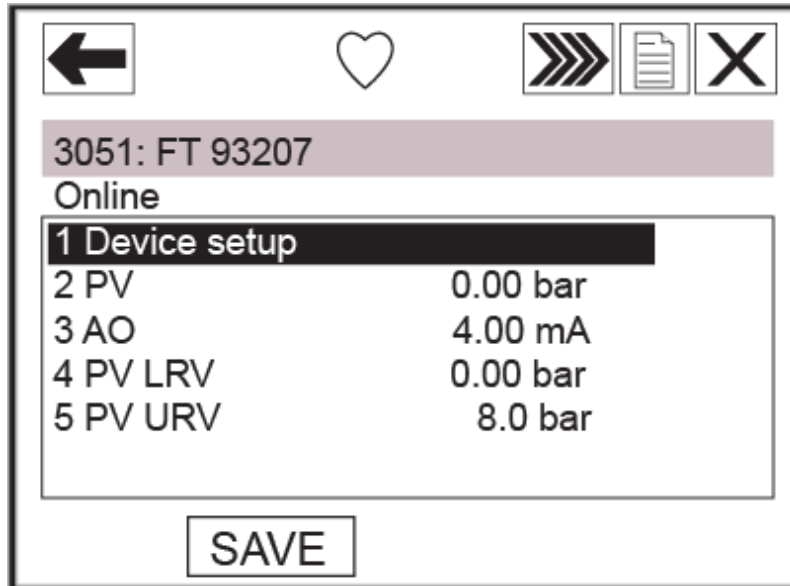 3051: FT 93207
Online
1 Device setup
2 PV 0.00 bar
3 AO 4.00 mA
4 PV LRV 0.00 bar
5 PV URV 8.0 bar
SAVE